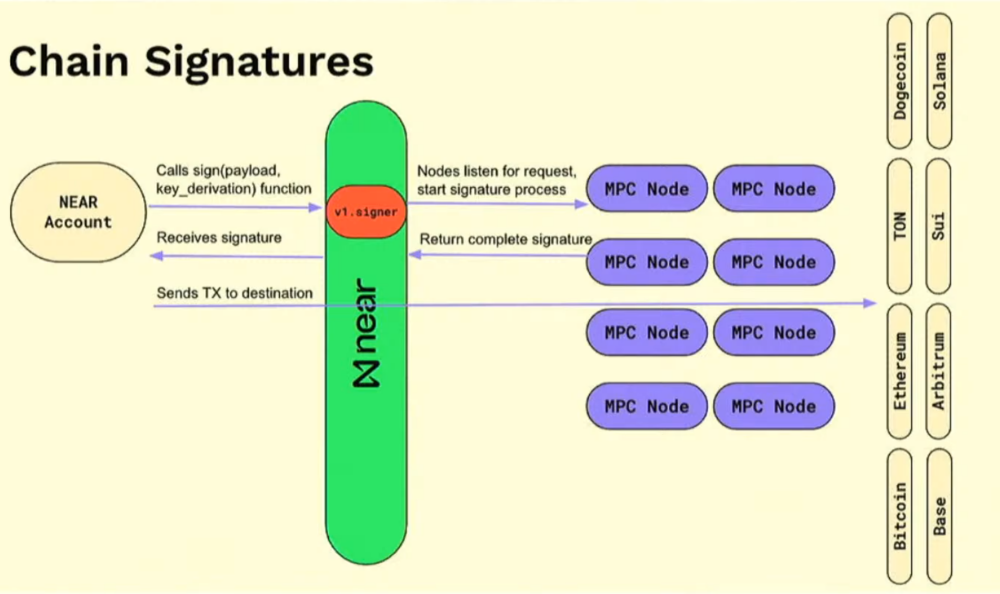 Chain Signatures
NEAR
Account
Calls sign(payload,
key_derivation) function
Receives signature
Sends TX to destination
v1.signer
near
Nodes listen for request,
start signature process
Return complete signature
MPC Node
MPC Node
MPC Node
MPC Node
MPC Node
MPC Node
MPC Node
MPC Node
Dogecoin
Solana
TON
Sui
Ethereum
Arbitrum
Bitcoin
Base